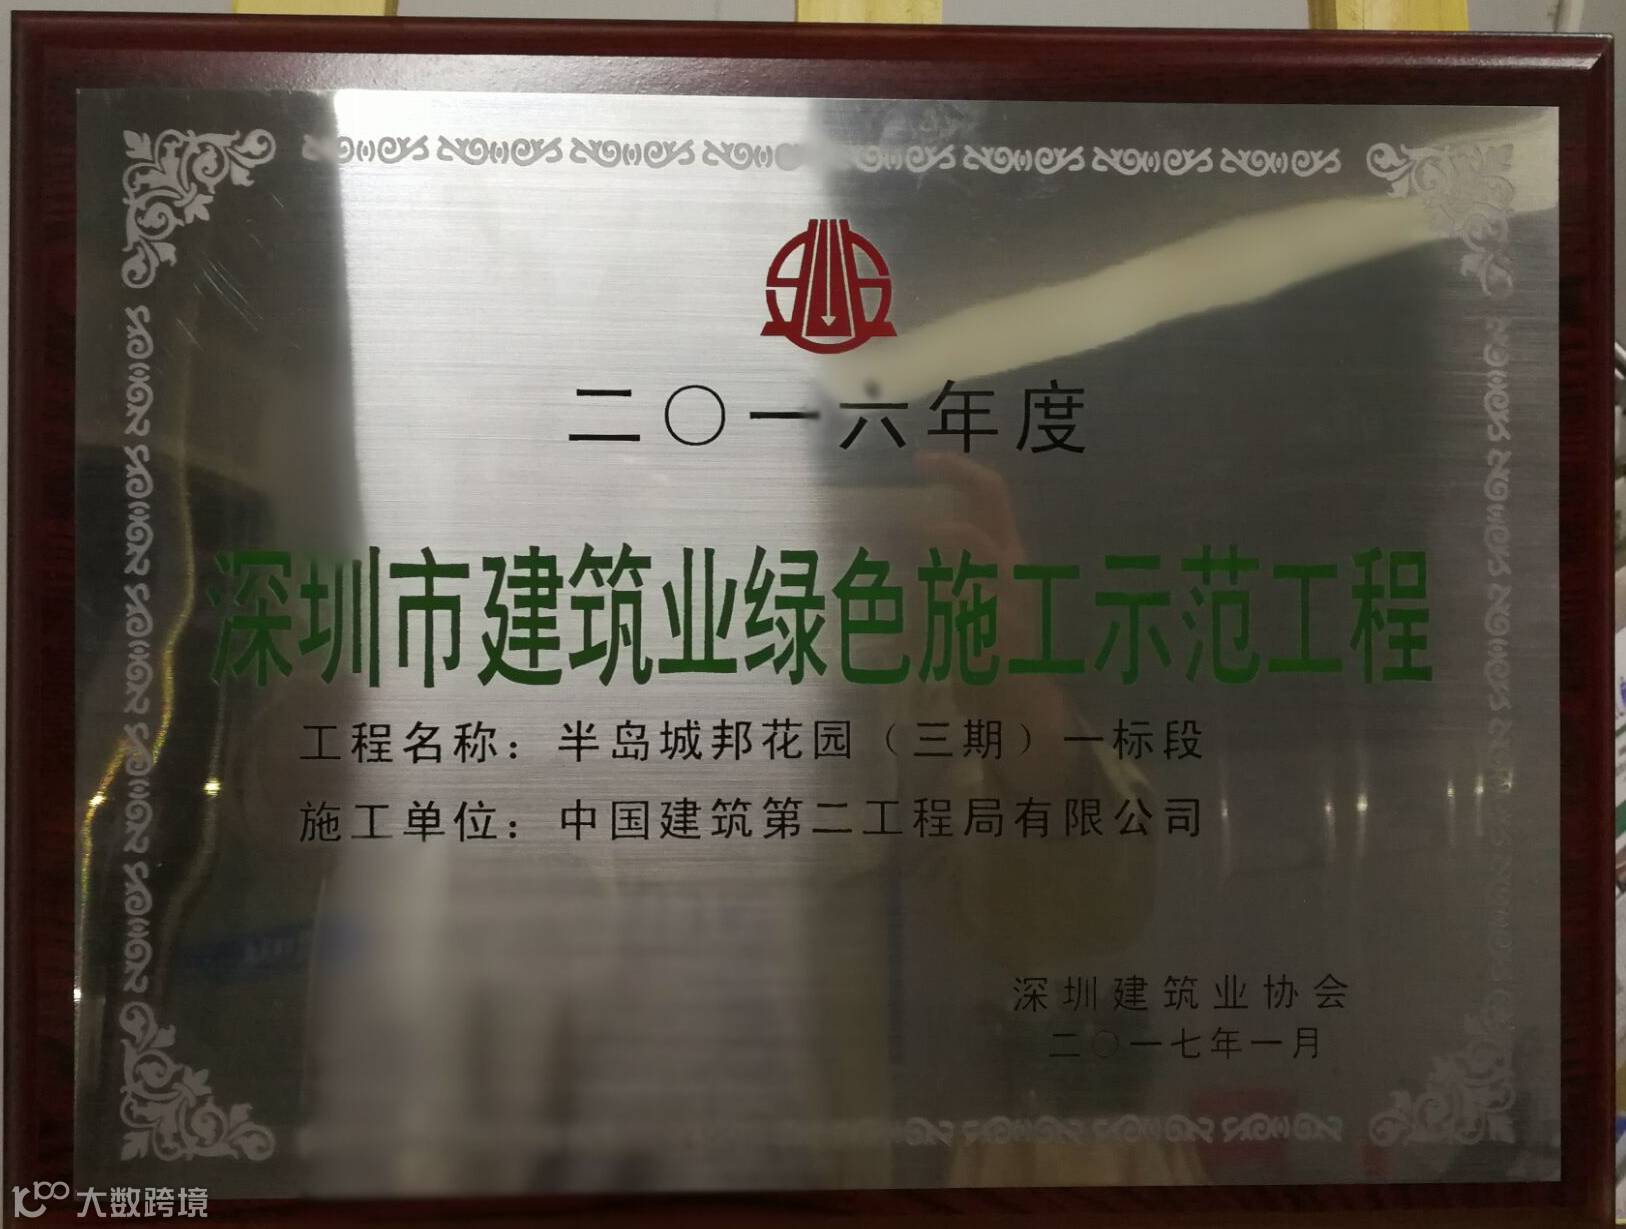 二〇一六年度
深圳市建筑业绿色施工示范工程
工程名称：半岛城邦花园（三期）一标段
施工单位：中国建筑第二工程局有限公司
深圳建筑业协会
二〇一七年一月
大数跨境